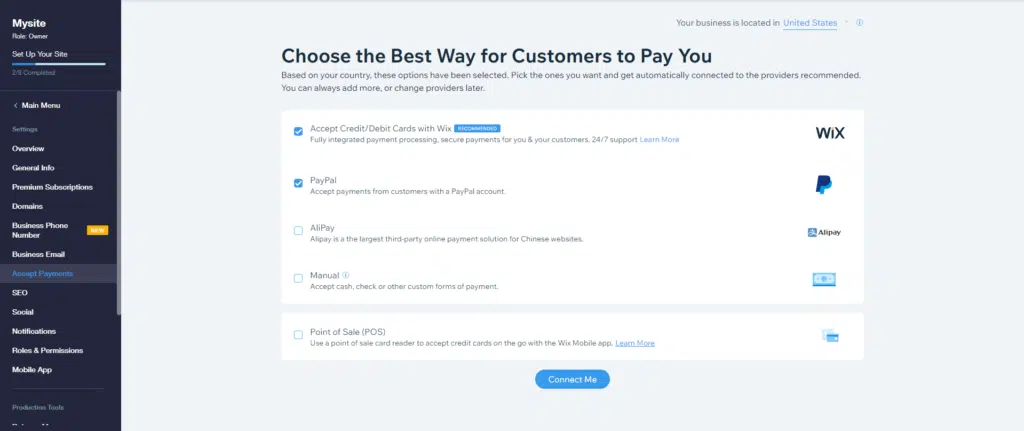 Mysite
Role: Owner
Set Up Your Site
2/8 Completed
Main Menu
Settings
Overview
General Info
Premium Subscriptions
Domains
Business Phone
Number
NEW
Business Email
Accept Payments
SEO
Social
Notifications
Roles & Permissions
Mobile App
Production Tools
Your business is located in United States
Choose the Best Way for Customers to Pay You
Based on your country, these options have been selected. Pick the ones you want and get automatically connected to the providers recommended.
You can always add more, or change providers later.
Accept Credit/Debit Cards with Wix RECOMMENDED
Fully integrated payment processing, secure payments for you & your customers, 24/7 support Learn More
WiX
PayPal
Accept payments from customers with a PayPal account.
AliPay
Alipay is a the largest third-party online payment solution for Chinese websites.
Alipay
Manual
Accept cash, check or other custom forms of payment.
Point of Sale (POS)
Use a point of sale card reader to accept credit cards on the go with the Wix Mobile app. Learn More
Connect Me